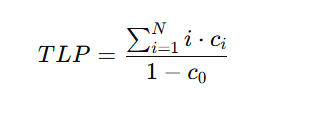 TLP = \frac{\sum_{i=1}^{N} i \cdot c_i}{1 - c_0}